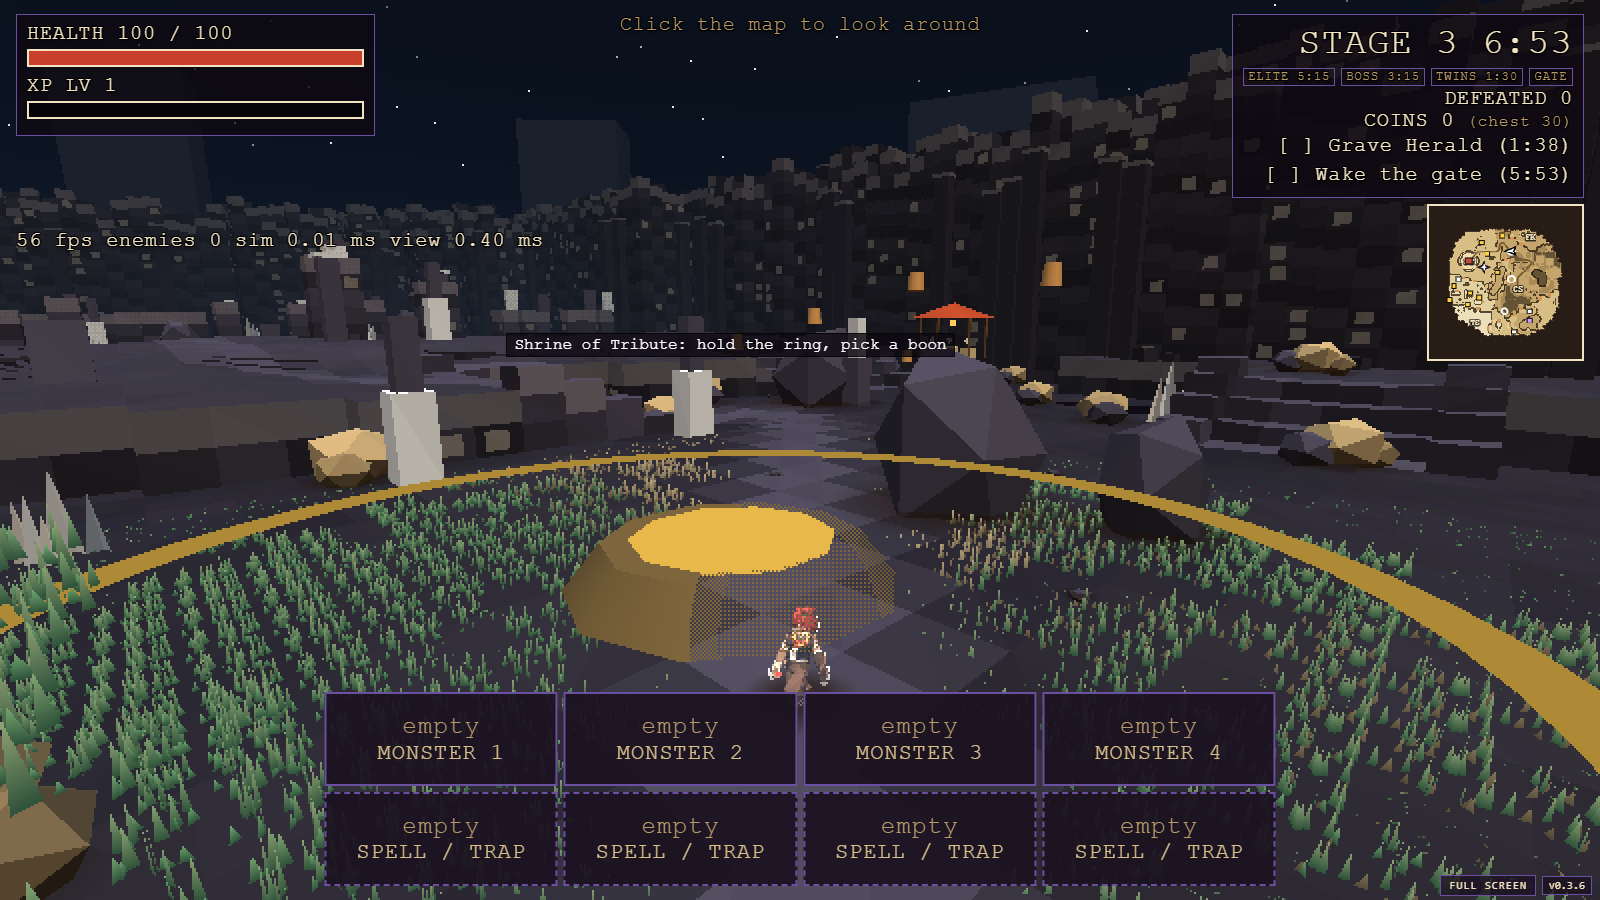 HEALTH 100 / 100
XP LV 1
Click the map to look around
STAGE 3 6:53
ELITE 5:15 BOSS 3:15 TWINS 1:30 GATE
DEFEATED 0
COINS 0 (chest 30)
[ ] Grave Herald (1:38)
[ ] Wake the gate (5:53)
56 fps enemies 0 sim 0.01 ms view 0.40 ms
CS
Shrine of Tribute: hold the ring, pick a boon
empty empty empty empty
MONSTER 1 MONSTER 2 MONSTER 3 MONSTER 4
empty empty empty empty
SPELL / TRAP SPELL / TRAP SPELL / TRAP SPELL / TRAP
FULL SCREEN v0.3.6